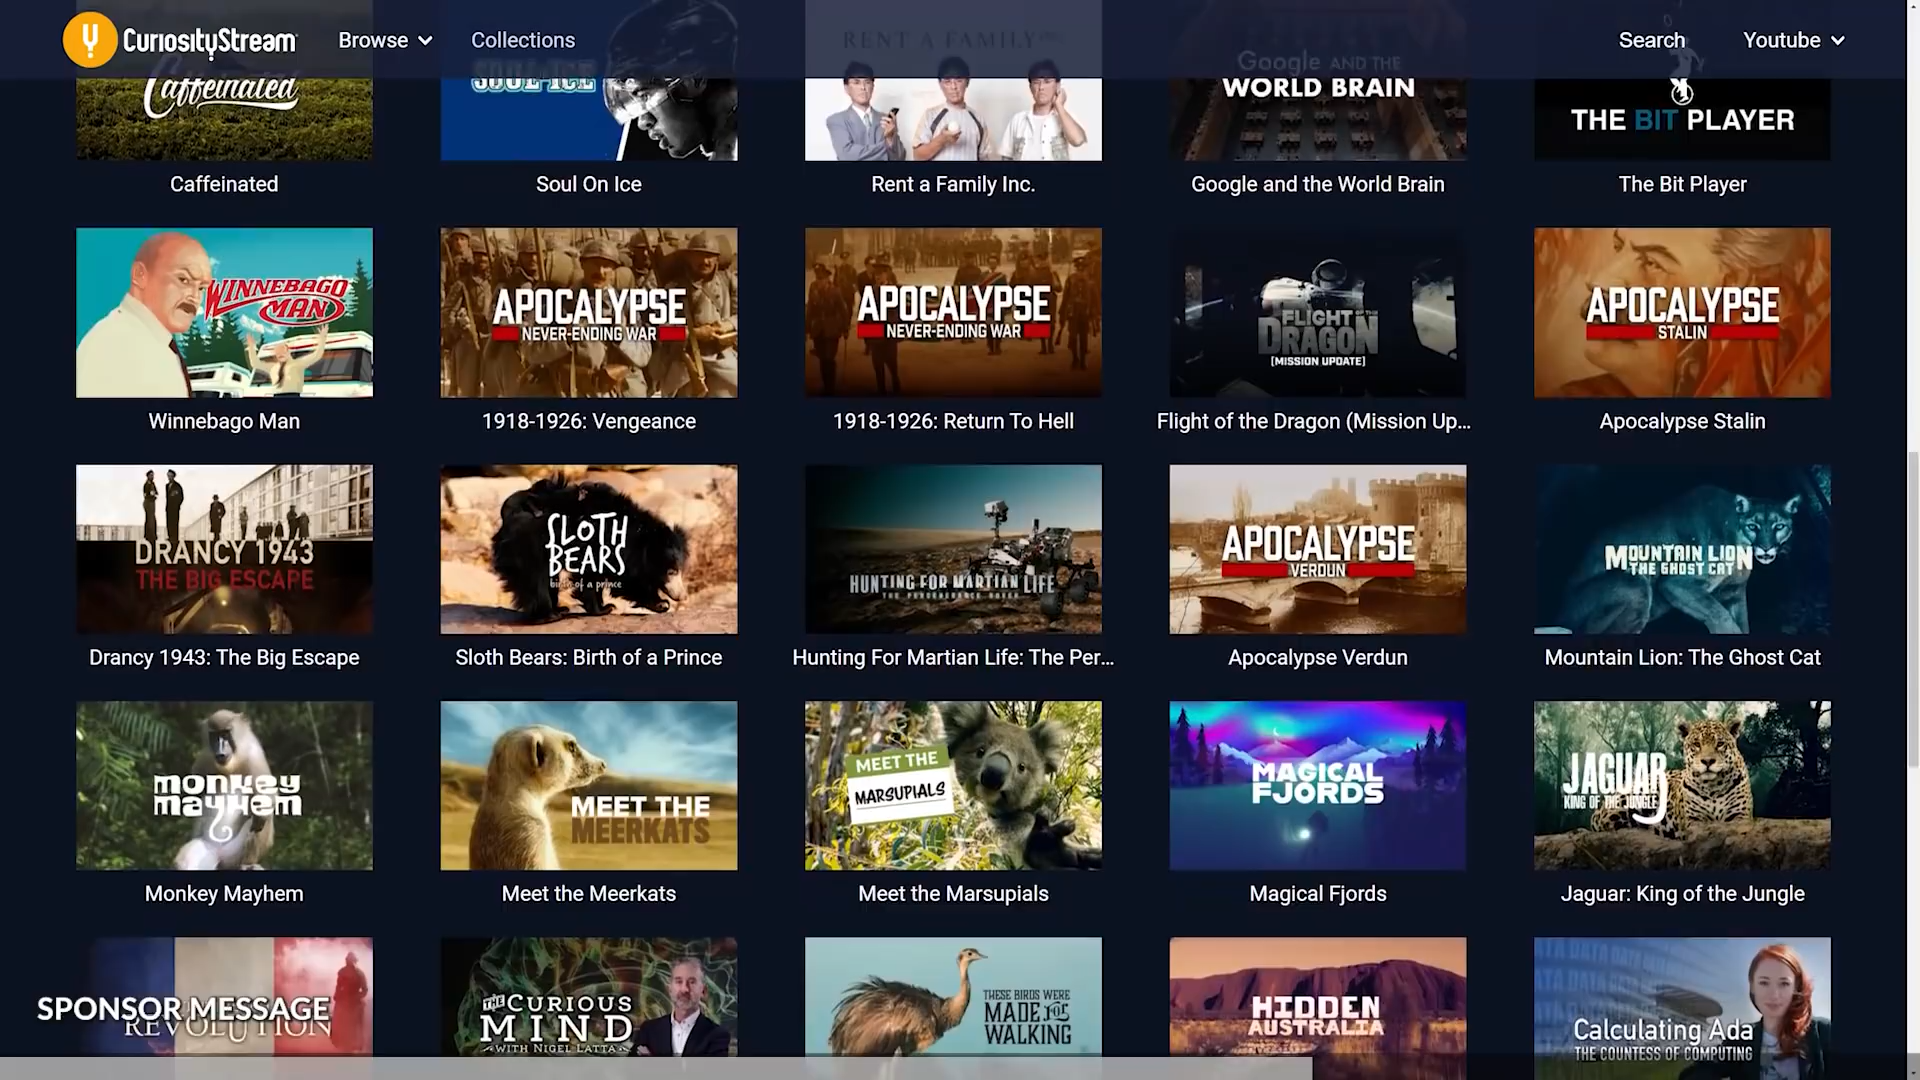 CURIOSITYSTREAM
Browse
Collections
Search
Youtube
Caffeinated
SOUL ON ICE
RENT A FAMILY
Google AND THE
WORLD BRAIN
THE BIT PLAYER
Caffeinated
Soul On Ice
Rent a Family Inc.
Google and the World Brain
The Bit Player
WINNEBAGO
MAN
APOCALYPSE
NEVER-ENDING WAR
APOCALYPSE
NEVER-ENDING WAR
FLIGHT OF THE
DRAGON
[MISSION UPDATE]
APOCALYPSE
STALIN
Winnebago Man
1918-1926: Vengeance
1918-1926: Return To Hell
Flight of the Dragon (Mission Up...
Apocalypse Stalin
DRANCY 1943
THE BIG ESCAPE
SLOTH
BEARS
birth of a prince
HUNTING FOR MARTIAN LIFE
THE PERSEVERANCE ROVER
APOCALYPSE
VERDUN
MOUNTAIN LION
THE GHOST CAT
Drancy 1943: The Big Escape
Sloth Bears: Birth of a Prince
Hunting For Martian Life: The Per...
Apocalypse Verdun
Mountain Lion: The Ghost Cat
monkey
mayhem
MEET THE
MEERKATS
MEET THE
MARSUPIALS
MAGICAL
FJORDS
JAGUAR
KING OF THE JUNGLE
Monkey Mayhem
Meet the Meerkats
Meet the Marsupials
Magical Fjords
Jaguar: King of the Jungle
SPONSOR MESSAGE
REVOLUTION
THE CURIOUS
MIND
WITH NIGEL LATTA
THESE BIRDS WERE
MADE FOR
WALKING
HIDDEN
AUSTRALIA
Calculating Ada
THE COUNTESS OF COMPUTING